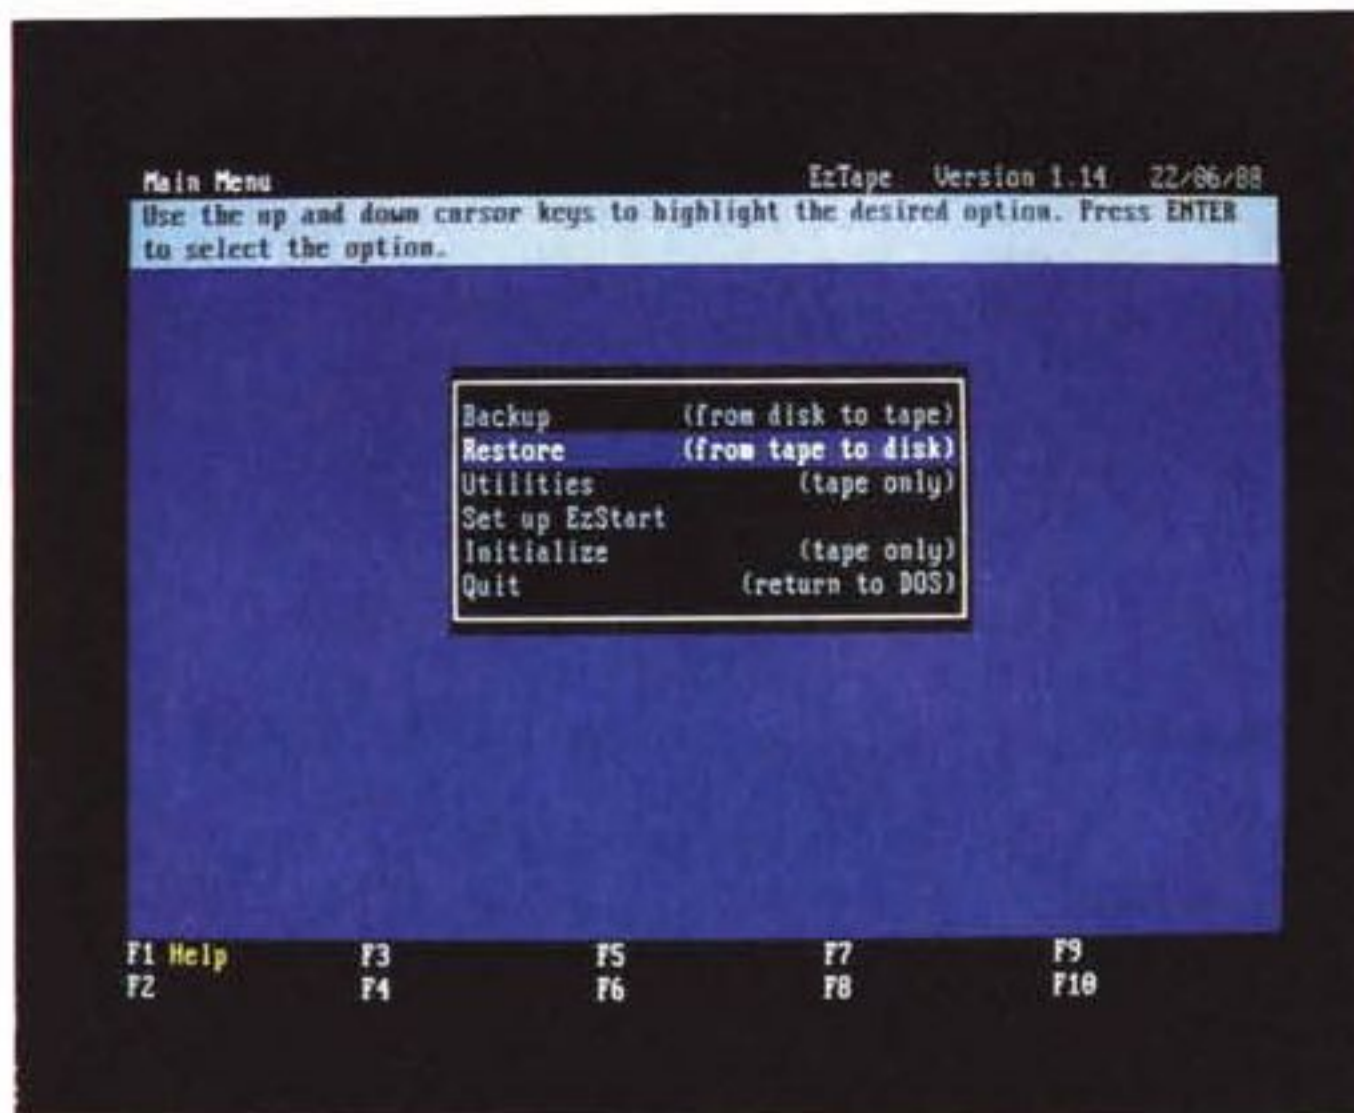 Main Menu EzTape Version 1.14 22/06/88
Use the up and down cursor keys to highlight the desired option. Press ENTER
to select the option.
Backup (from disk to tape)
Restore (from tape to disk)
Utilities (tape only)
Set up EzStart
Initialize (tape only)
Quit (return to DOS)
F1 Help F3 F5 F7 F9
F2 F4 F6 F8 F10